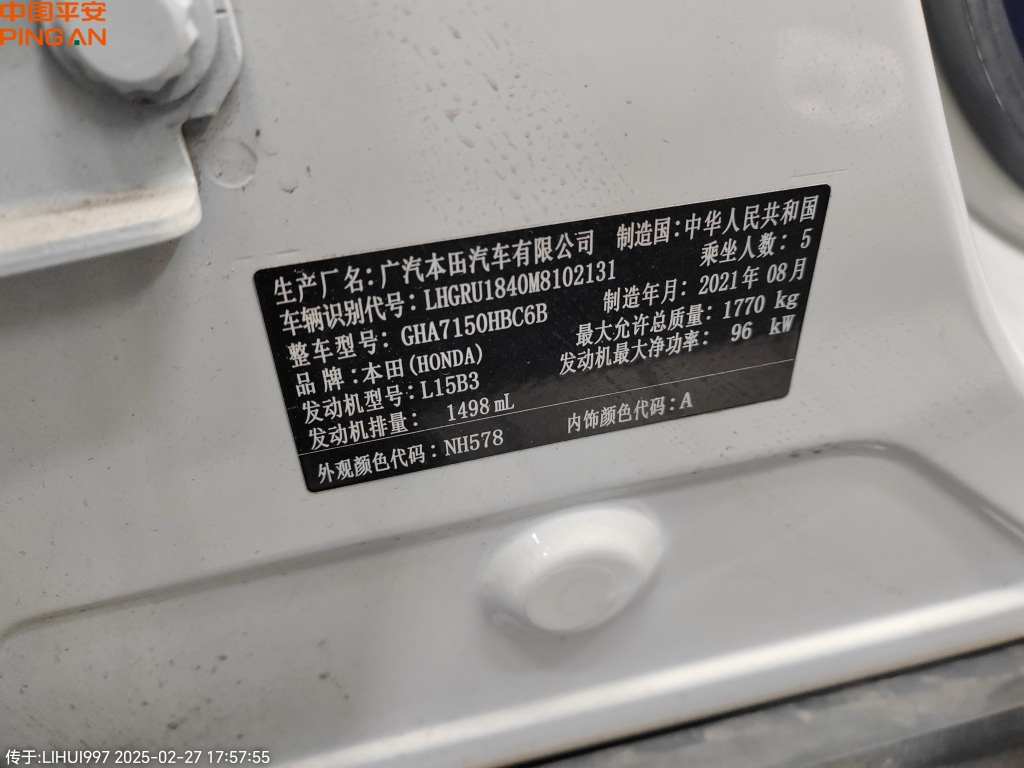 中国平安
PING AN
生产厂名:广汽本田汽车有限公司 制造国:中华人民共和国
车辆识别代号:LHGRU1840M8102131 乘坐人数: 5
整车型号: GHA7150HBC6B 制造年月: 2021年08月
品牌:本田(HONDA) 最大允许总质量: 1770 kg
发动机型号: L15B3 发动机最大净功率: 96 kW
发动机排量: 1498 mL
外观颜色代码: NH578 内饰颜色代码: A
传于:LIHUI997 2025-02-27 17:57:55